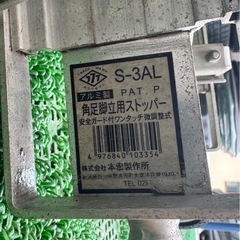 S-3AL
アルミ製
PAT. P
角足脚立用ストッパー
安全ガード付ワンタッチ微調整式
4 976840 103354
株式会社 本宏製作所
TEL 025